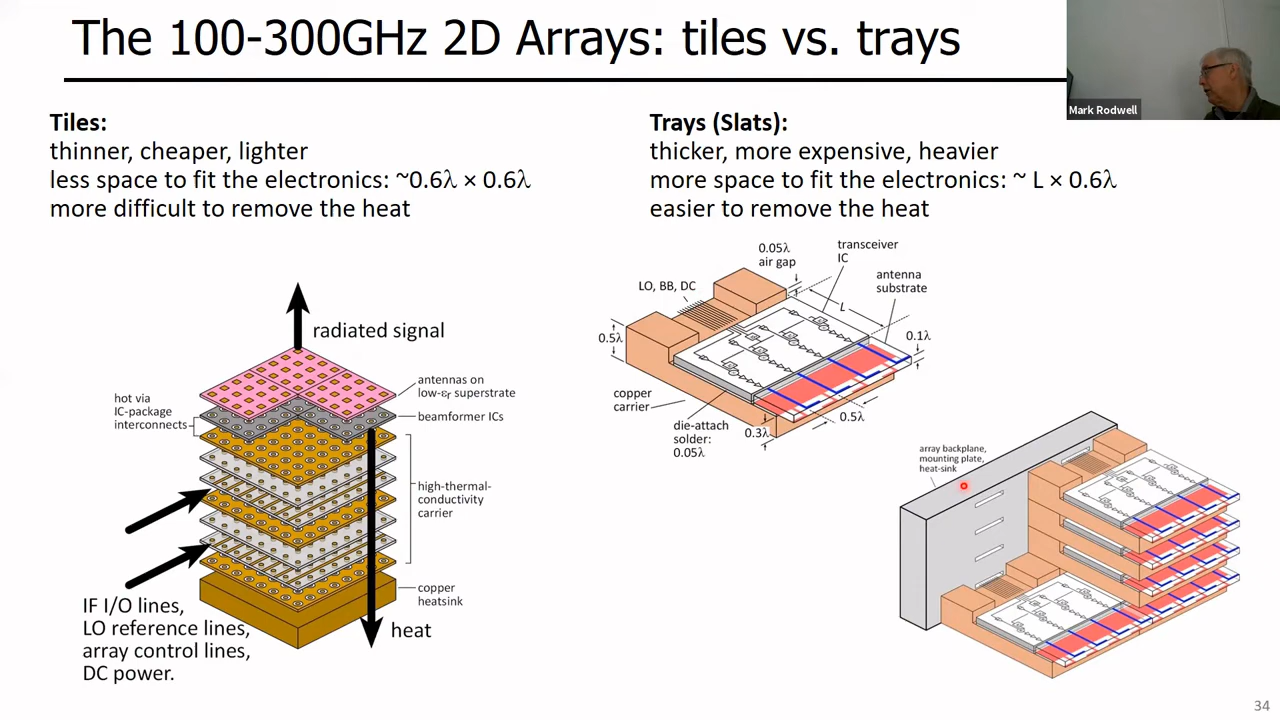 The 100-300GHz 2D Arrays: tiles vs. trays
Mark Rodwell
Tiles:
thinner, cheaper, lighter
less space to fit the electronics: ~0.6λ × 0.6λ
more difficult to remove the heat
radiated signal
antennas on
low-εr superstrate
hot via
IC-package
interconnects
beamformer ICs
high-thermal-
conductivity
carrier
copper
heatsink
IF I/O lines,
LO reference lines,
array control lines,
DC power.
heat
Trays (Slats):
thicker, more expensive, heavier
more space to fit the electronics: ~ L × 0.6λ
easier to remove the heat
0.05λ
air gap
transceiver
IC
LO, BB, DC
antenna
substrate
L
0.5λ
0.1λ
copper
carrier
die-attach
solder:
0.05λ
0.3λ
0.5λ
array backplane,
mounting plate,
heat-sink
34